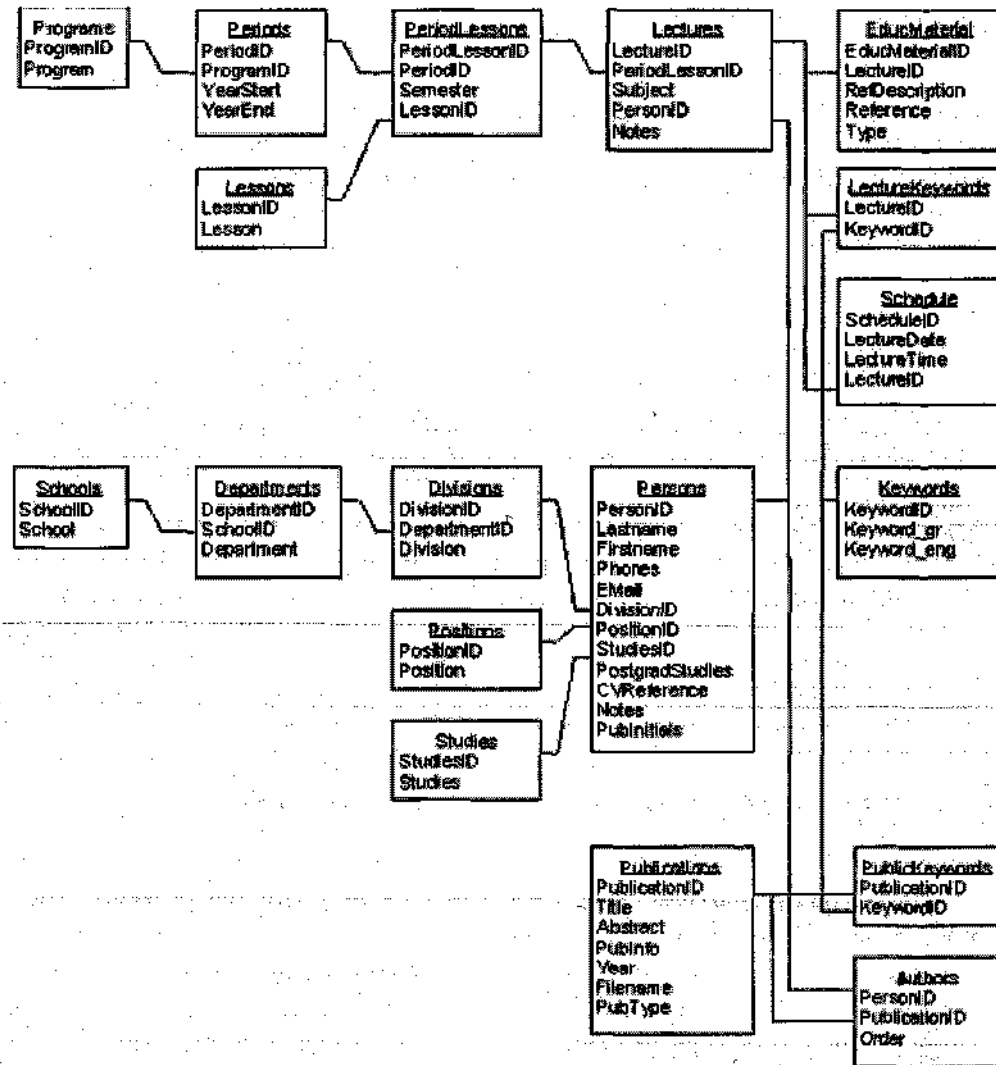 Programs
ProgramID
Program
Periods
PeriodID
ProgramID
YearStart
YearEnd
PeriodLessons
PeriodLessonID
PeriodID
Semester
LessonID
Lectures
LectureID
PeriodLessonID
Subject
PersonID
Notes
EducMaterial
EducMaterialID
LectureID
RefDescription
Reference
Type
Lessons
LessonID
Lesson
LectureKeywords
LectureID
KeywordID
Schedule
ScheduleID
LectureDate
LectureTime
LectureID
Schools
SchoolID
School
Departments
DepartmentID
SchoolID
Department
Divisions
DivisionID
DepartmentID
Division
Persons
PersonID
Lastname
Firstname
Phones
EMail
DivisionID
PositionID
StudiesID
PostgradStudies
CVReference
Notes
PubInitials
Keywords
KeywordID
Keyword_gr
Keyword_eng
Positions
PositionID
Position
Studies
StudiesID
Studies
Publications
PublicationID
Title
Abstract
PubInfo
Year
Filename
PubType
PublicKeywords
PublicationID
KeywordID
Authors
PersonID
PublicationID
Order